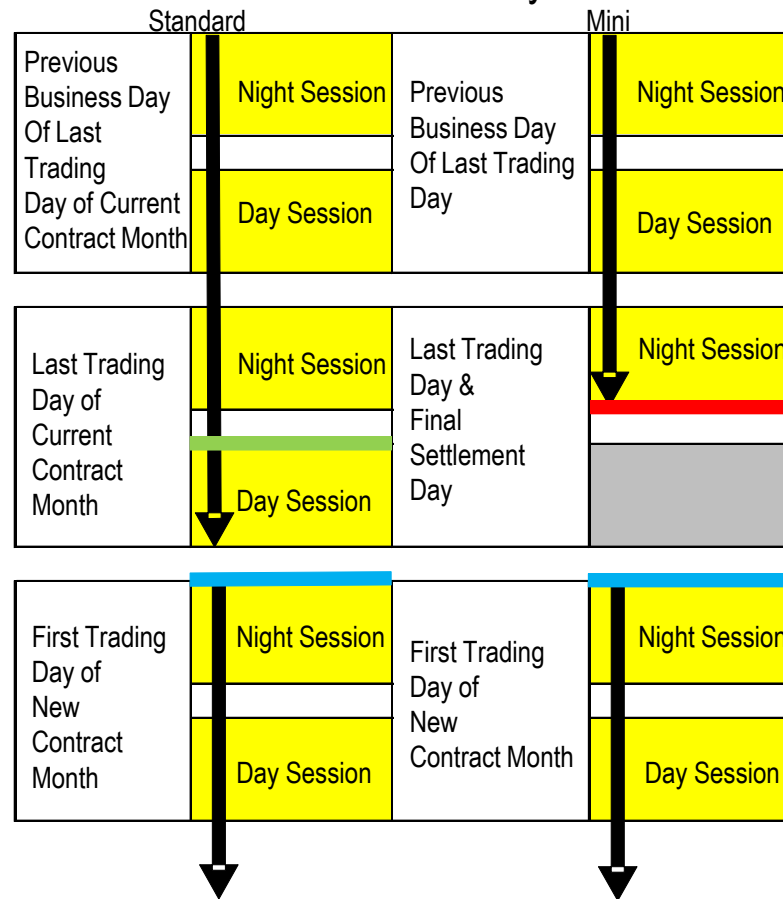 Standard
Mini
Previous
Business Day
Of Last
Trading
Day of Current
Contract Month
Night Session
Day Session
Previous
Business Day
Of Last Trading
Day
Night Session
Day Session
Last Trading
Day of
Current
Contract
Month
Night Session
Day Session
Last Trading
Day &
Final
Settlement
Day
Night Session
First Trading
Day of
New
Contract
Month
Night Session
Day Session
First Trading
Day of
New
Contract Month
Night Session
Day Session